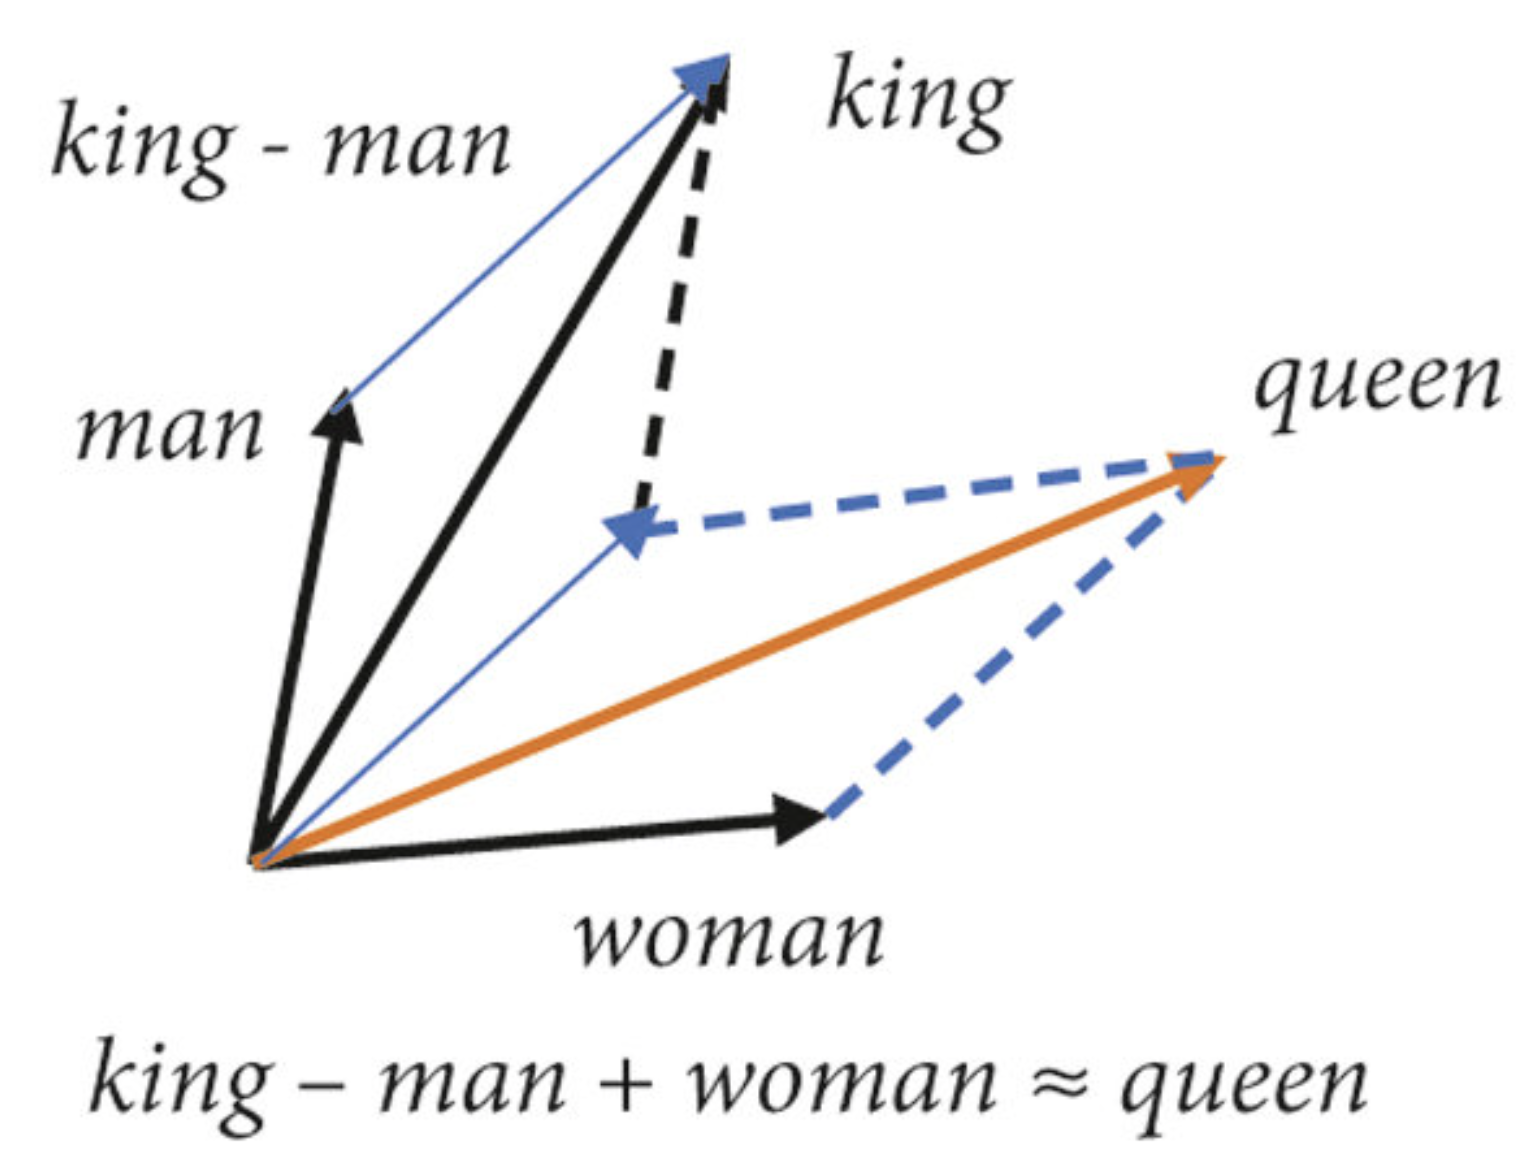 king
king - man
queen
man
woman
king – man + woman ≈ queen